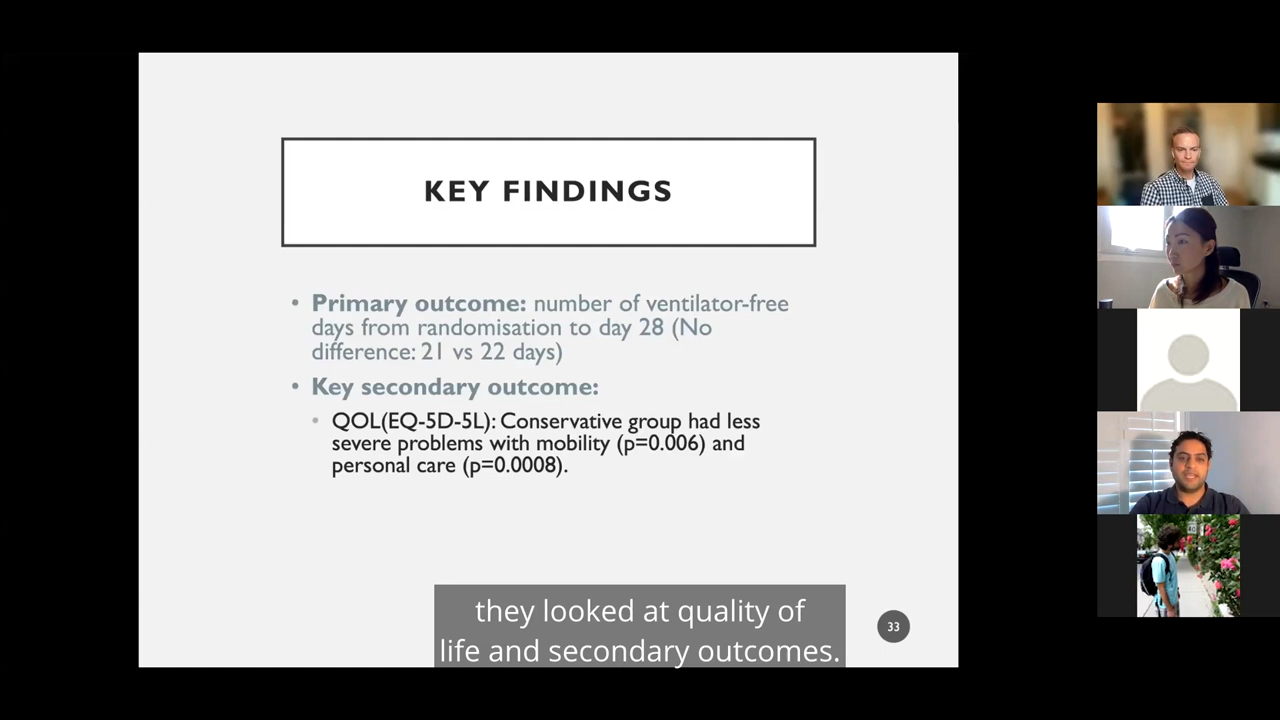 KEY FINDINGS
• Primary outcome: number of ventilator-free
days from randomisation to day 28 (No
difference: 21 vs 22 days)
• Key secondary outcome:
• QOL(EQ-5D-5L): Conservative group had less
severe problems with mobility (p=0.006) and
personal care (p=0.0008).
they looked at quality of
life and secondary outcomes.
33